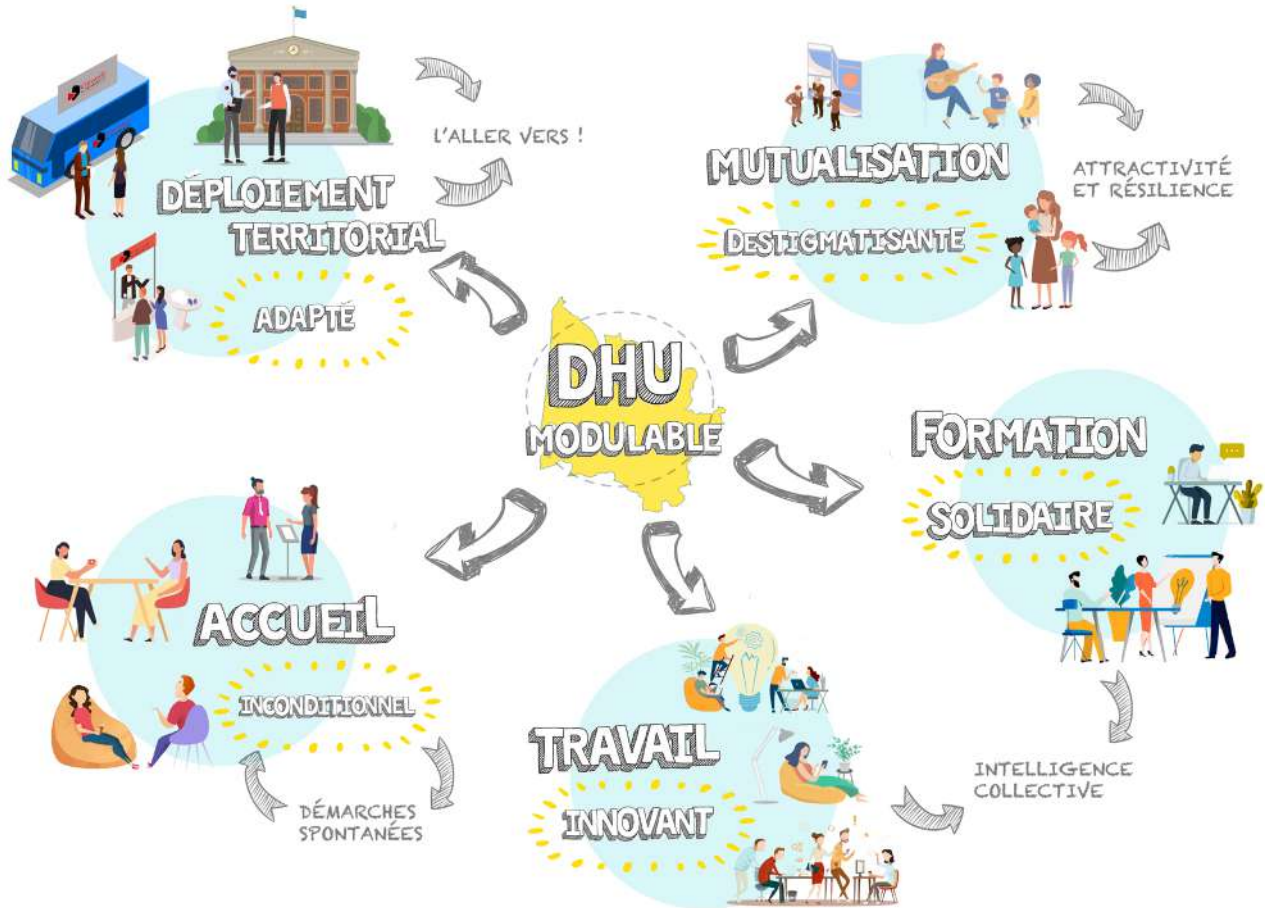 L'ALLER VERS !
DÉPLOIEMENT
TERRITORIAL
ADAPTÉ
MUTUALISATION
DESTIGMATISANTE
ATTRACTIVITÉ
ET RÉSILIENCE
DHU
MODULABLE
FORMATION
SOLIDAIRE
ACCUEIL
INCONDITIONNEL
DÉMARCHES
SPONTANÉES
TRAVAIL
INNOVANT
INTELLIGENCE
COLLECTIVE